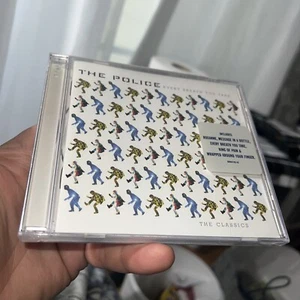 THE POLICE EVERY BREATH YOU TAKE
INCLUDES
ROXANNE, MESSAGE IN A BOTTLE,
EVERY BREATH YOU TAKE,
KING OF PAIN &
WRAPPED AROUND YOUR FINGER.
THE CLASSICS